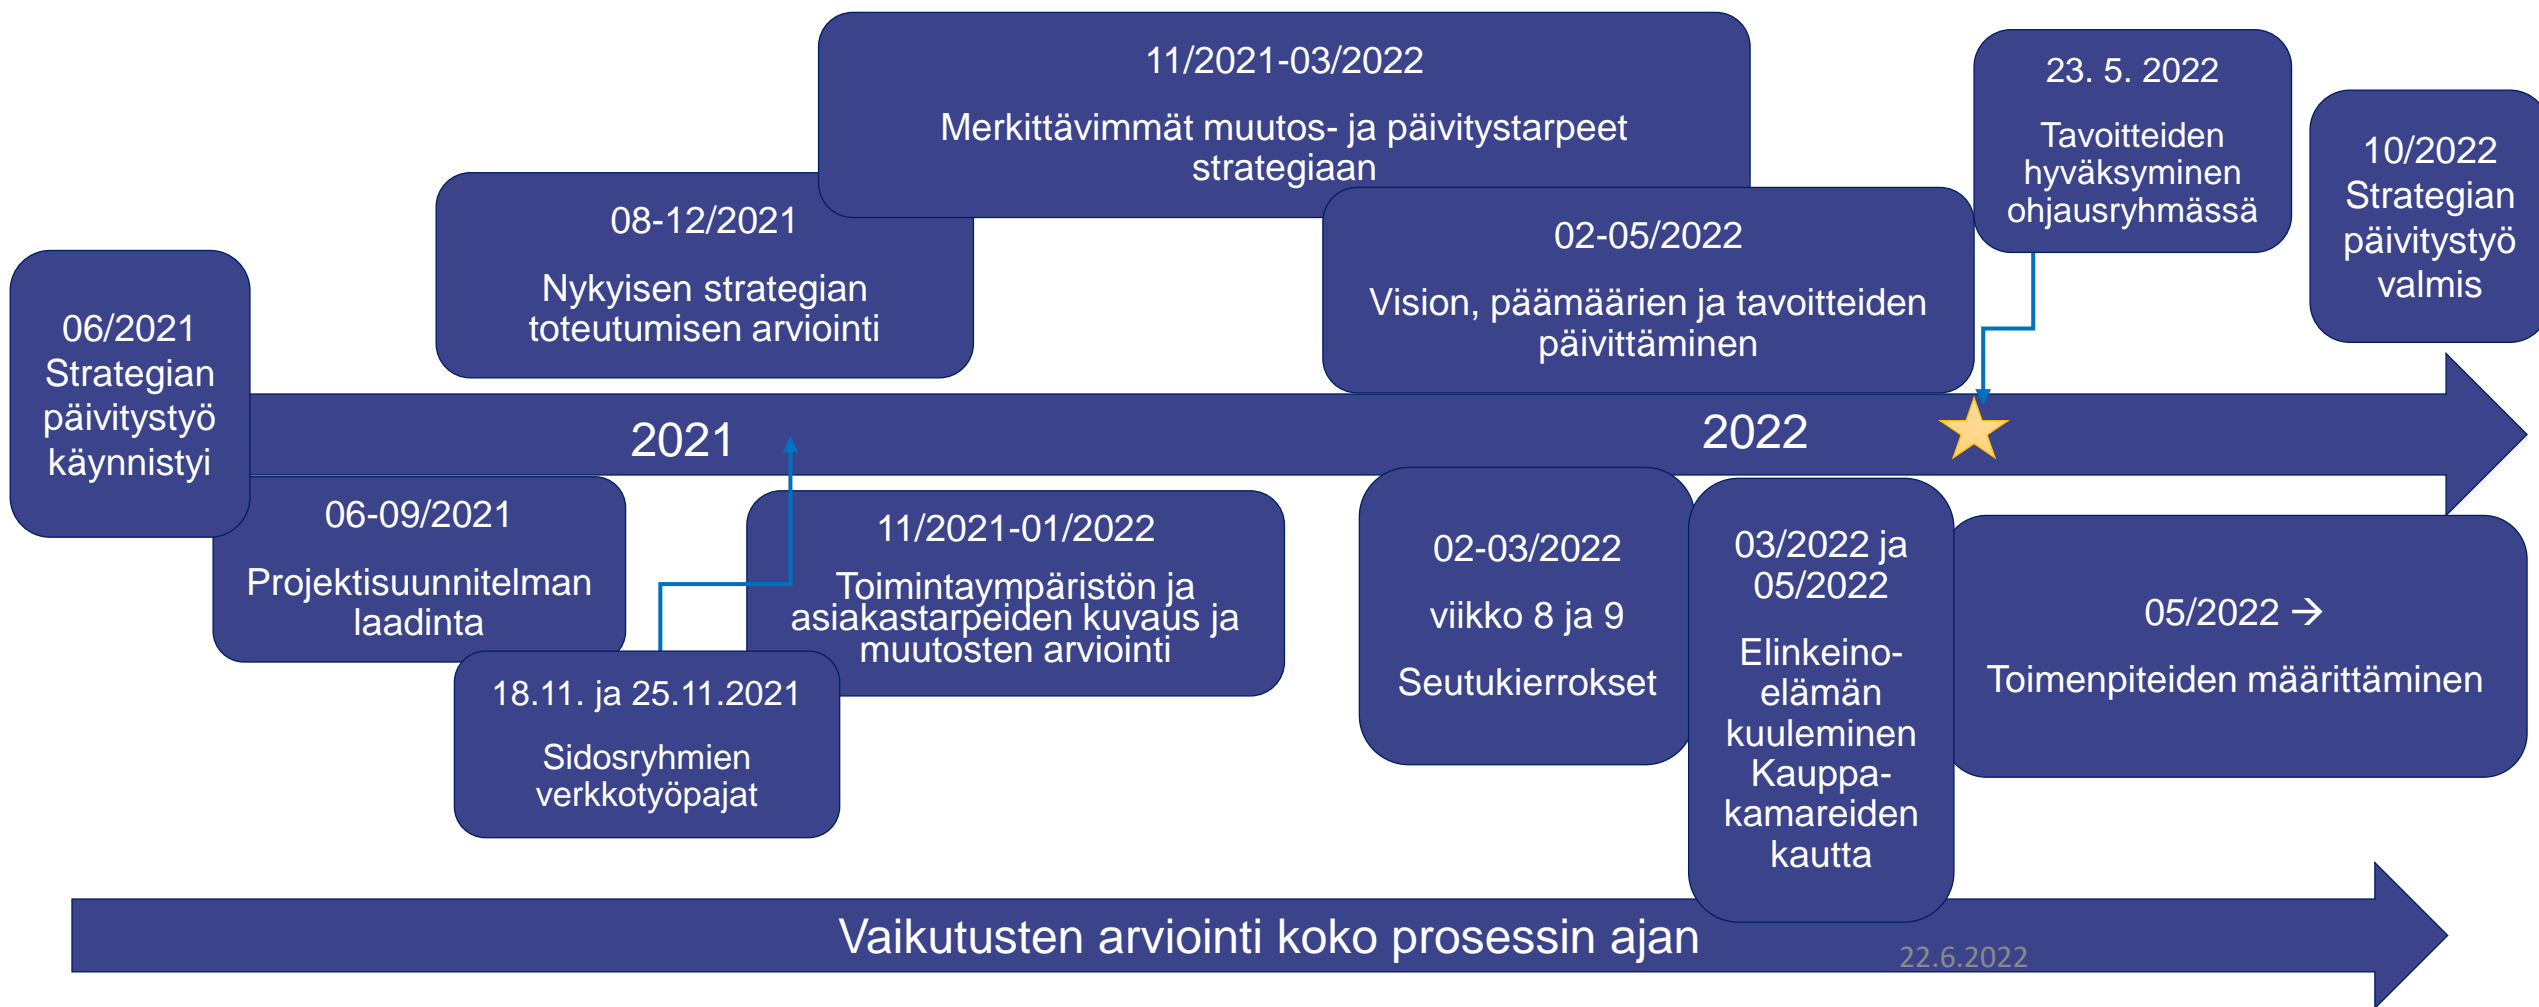 11/2021-03/2022
Merkittävimmät muutos- ja päivitystarpeet
strategiaan
23. 5. 2022
Tavoitteiden
hyväksyminen
ohjausryhmässä
10/2022
Strategian
päivitystyö
valmis
08-12/2021
Nykyisen strategian
toteutumisen arviointi
02-05/2022
Vision, päämäärien ja tavoitteiden
päivittäminen
06/2021
Strategian
päivitystyö
käynnistyi
2021
2022
06-09/2021
Projektisuunnitelman
laadinta
18.11. ja 25.11.2021
Sidosryhmien
verkkotyöpajat
11/2021-01/2022
Toimintaympäristön ja
asiakastarpeiden kuvaus ja
muutosten arviointi
02-03/2022
viikko 8 ja 9
Seutukierrokset
03/2022 ja
05/2022
Elinkeino-
elämän
kuuleminen
Kauppa-
kamareiden
kautta
05/2022 →
Toimenpiteiden määrittäminen
Vaikutusten arviointi koko prosessin ajan
22.6.2022